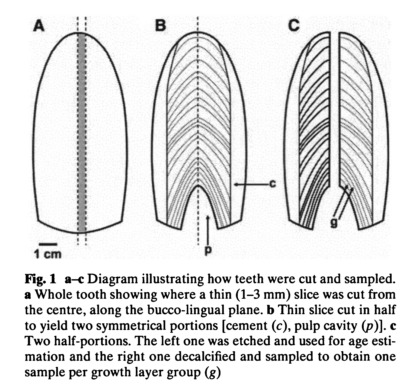 A
B
C
c
g
p
1 cm
Fig. 1 a–c Diagram illustrating how teeth were cut and sampled.
a Whole tooth showing where a thin (1–3 mm) slice was cut from
the centre, along the bucco-lingual plane. b Thin slice cut in half
to yield two symmetrical portions [cement (c), pulp cavity (p)]. c
Two half-portions. The left one was etched and used for age esti-
mation and the right one decalcified and sampled to obtain one
sample per growth layer group (g)